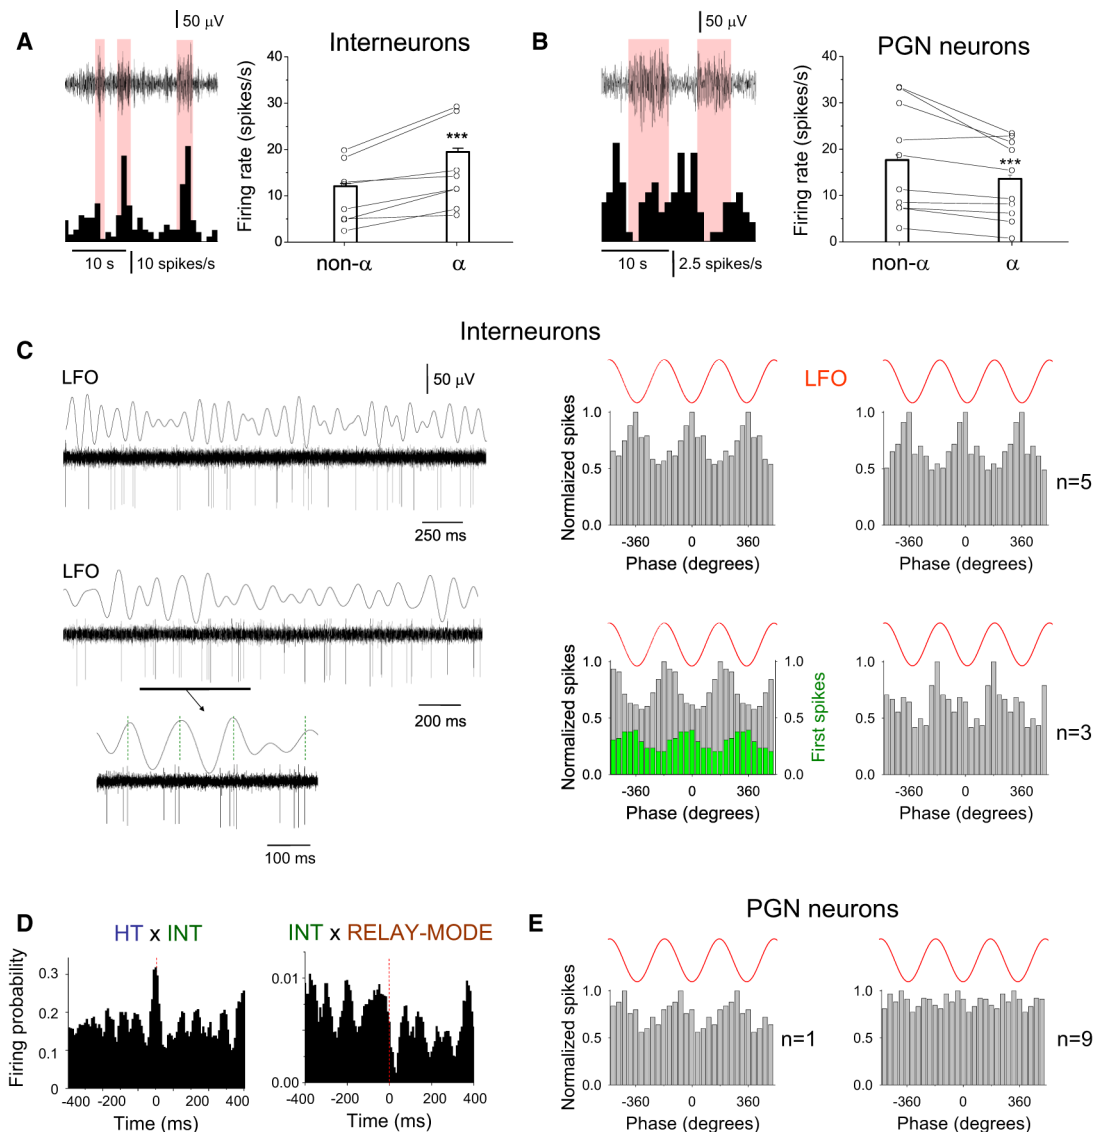 A
50 μV
Interneurons
Firing rate (spikes/s)
40
30
20
10
0
***
non-α
α
10 s
10 spikes/s
B
50 μV
PGN neurons
Firing rate (spikes/s)
40
30
20
10
0
***
non-α
α
10 s
2.5 spikes/s
Interneurons
C
LFO
50 μV
250 ms
LFO
200 ms
100 ms
LFO
Normlaized spikes
1.0
0.5
0.0
-360 0 360
Phase (degrees)
1.0
0.5
0.0
-360 0 360
Phase (degrees)
n=5
Normalized spikes
1.0
0.5
0.0
1.0
0.5
0.0
First spikes
-360 0 360
Phase (degrees)
1.0
0.5
0.0
-360 0 360
Phase (degrees)
n=3
D
HT x INT
Firing probability
0.3
0.2
0.1
0
-400 -200 0 200 400
Time (ms)
INT x RELAY-MODE
0.01
0.00
-400 -200 0 200 400
Time (ms)
PGN neurons
E
Normalized spikes
1.0
0.5
0.0
-360 0 360
Phase (degrees)
n=1
1.0
0.5
0.0
-360 0 360
Phase (degrees)
n=9